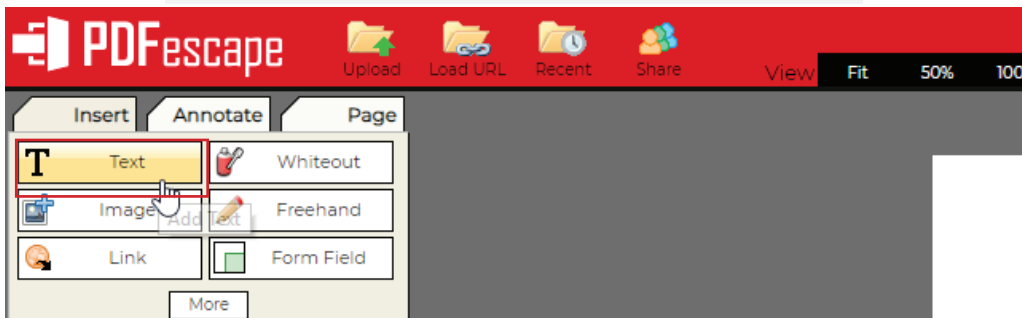 PDFescape
Upload Load URL Recent Share View Fit 50% 100
Insert Annotate Page
T Text Whiteout
Image Freehand
Add Text
Link Form Field
More